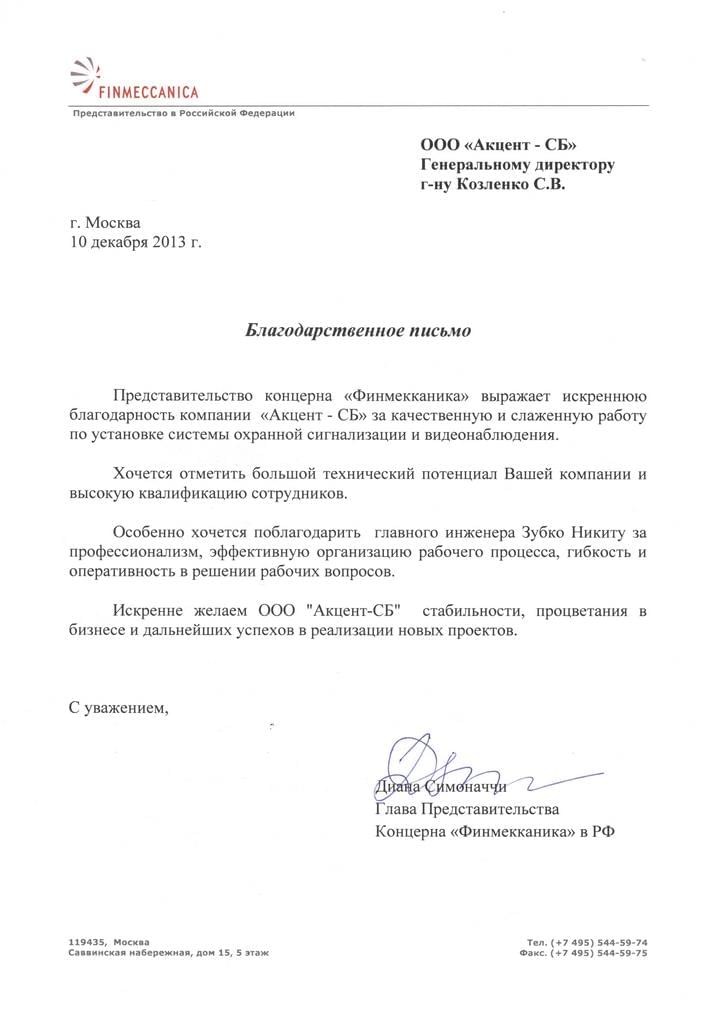 FINMECCANICA
Представительство в Российской Федерации
ООО «Акцент - СБ»
Генеральному директору
г-ну Козленко С.В.
г. Москва
10 декабря 2013 г.
Благодарственное письмо
Представительство концерна «Финмекканика» выражает искреннюю
благодарность компании «Акцент - СБ» за качественную и слаженную работу
по установке системы охранной сигнализации и видеонаблюдения.
Хочется отметить большой технический потенциал Вашей компании и
высокую квалификацию сотрудников.
Особенно хочется поблагодарить главного инженера Зубко Никиту за
профессионализм, эффективную организацию рабочего процесса, гибкость и
оперативность в решении рабочих вопросов.
Искренне желаем ООО "Акцент-СБ" стабильности, процветания в
бизнесе и дальнейших успехов в реализации новых проектов.
С уважением,
Диана Симоначчи
Глава Представительства
Концерна «Финмекканика» в РФ
119435, Москва
Саввинская набережная, дом 15, 5 этаж
Тел. (+7 495) 544-59-74
Факс. (+7 495) 544-59-75